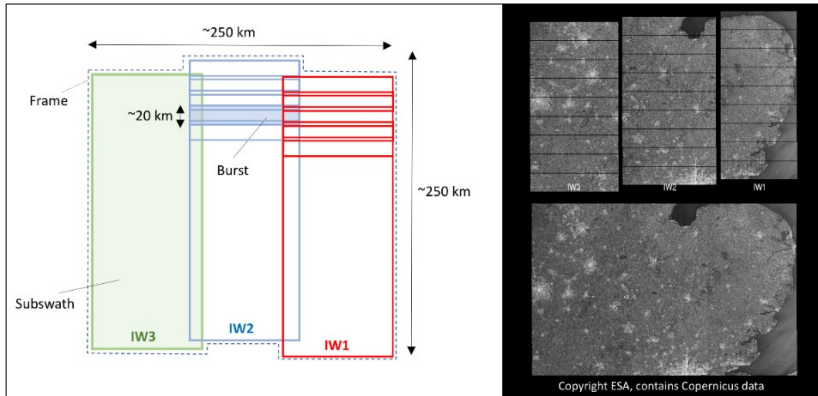 ~250 km
Frame
~20 km
Burst
~250 km
Subswath
IW3
IW2
IW1
IW3
IW2
IW1
Copyright ESA, contains Copernicus data